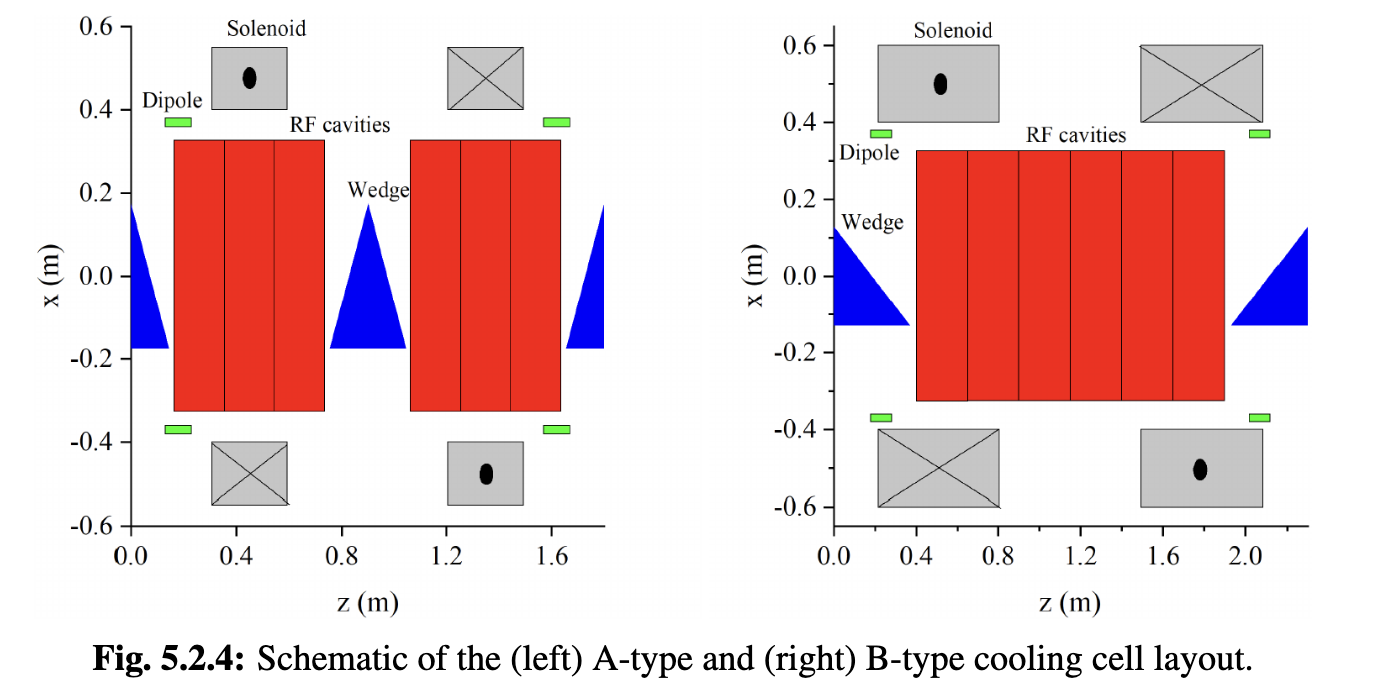 0.6
0.4
0.2
0.0
-0.2
-0.4
-0.6
x (m)
Solenoid
Dipole
RF cavities
Wedge
0.0 0.4 0.8 1.2 1.6
z (m)
0.6
0.4
0.2
0.0
-0.2
-0.4
-0.6
x (m)
Solenoid
RF cavities
Dipole
Wedge
0.0 0.4 0.8 1.2 1.6 2.0
z (m)
Fig. 5.2.4: Schematic of the (left) A-type and (right) B-type cooling cell layout.